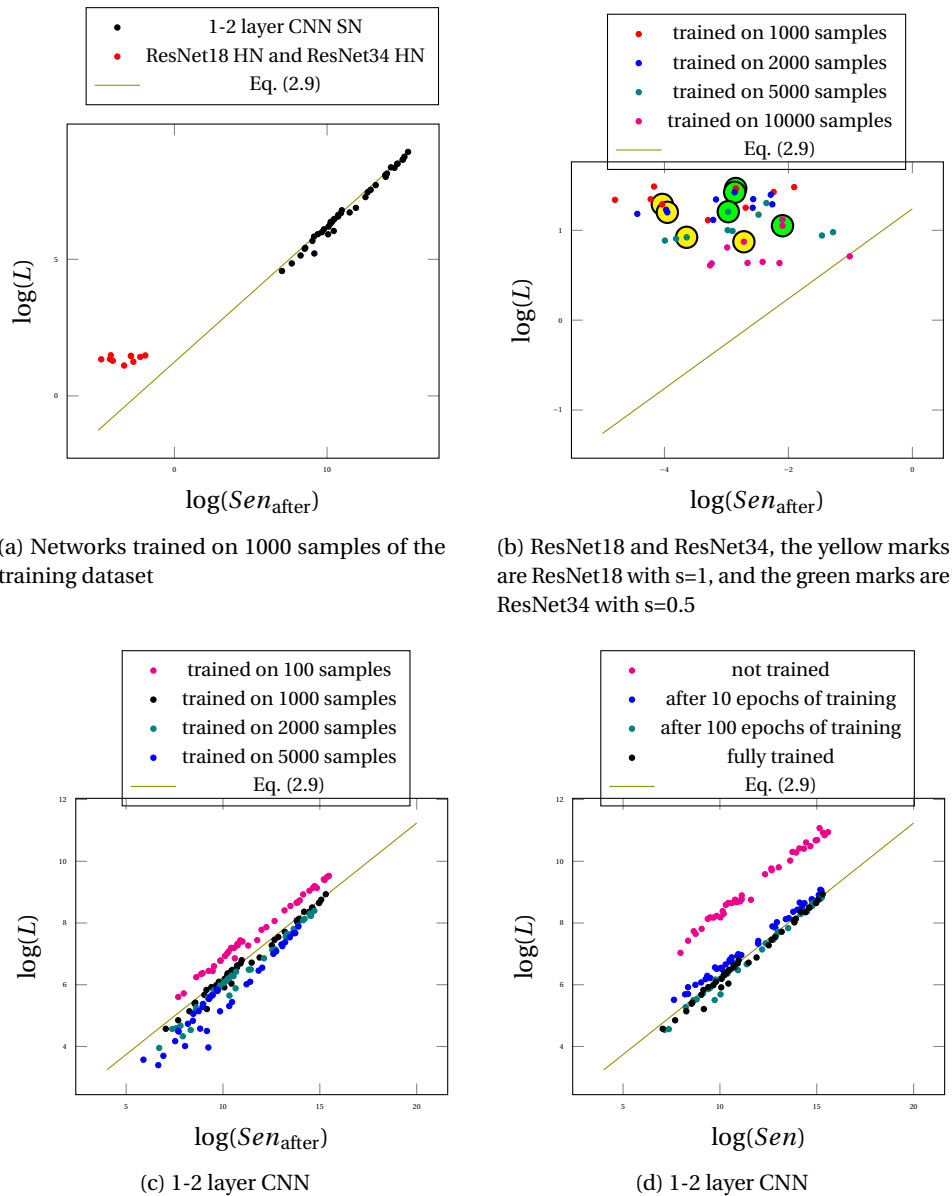 1-2 layer CNN SN
ResNet18 HN and ResNet34 HN
Eq. (2.9)
5
0
log(L)
0
10
log(Sen_after)
(a) Networks trained on 1000 samples of the
training dataset
trained on 1000 samples
trained on 2000 samples
trained on 5000 samples
trained on 10000 samples
Eq. (2.9)
1
0
−1
log(L)
−4
−2
0
log(Sen_after)
(b) ResNet18 and ResNet34, the yellow marks
are ResNet18 with s=1, and the green marks are
ResNet34 with s=0.5
trained on 100 samples
trained on 1000 samples
trained on 2000 samples
trained on 5000 samples
Eq. (2.9)
12
10
8
6
4
log(L)
5
10
15
20
log(Sen_after)
(c) 1-2 layer CNN
not trained
after 10 epochs of training
after 100 epochs of training
fully trained
Eq. (2.9)
12
10
8
6
4
log(L)
5
10
15
20
log(Sen)
(d) 1-2 layer CNN